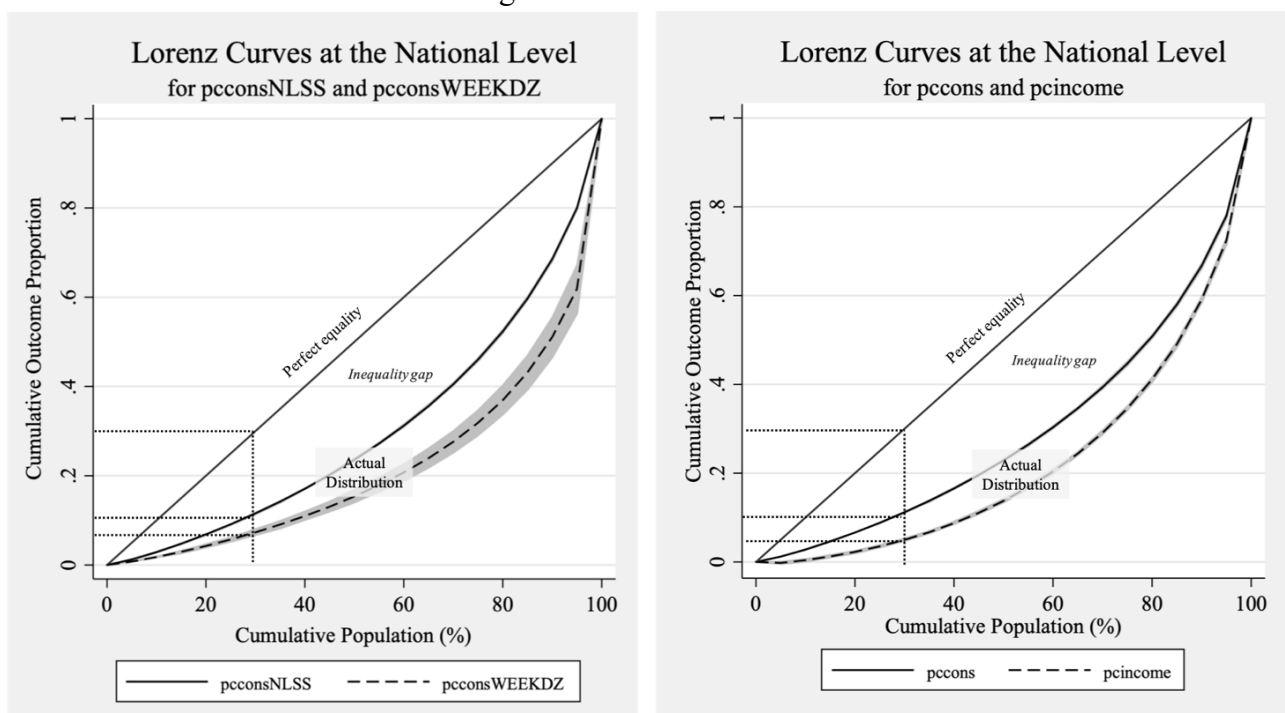 Lorenz Curves at the National Level
for pcconsNLSS and pcconsWEEKDZ
Cumulative Outcome Proportion
1
.8
.6
.4
.2
0
Perfect equality
Inequality gap
Actual
Distribution
0 20 40 60 80 100
Cumulative Population (%)
pcconsNLSS pcconsWEEKDZ
Lorenz Curves at the National Level
for pccons and pcincome
Cumulative Outcome Proportion
1
.8
.6
.4
.2
0
Perfect equality
Inequality gap
Actual
Distribution
0 20 40 60 80 100
Cumulative Population (%)
pccons pcincome